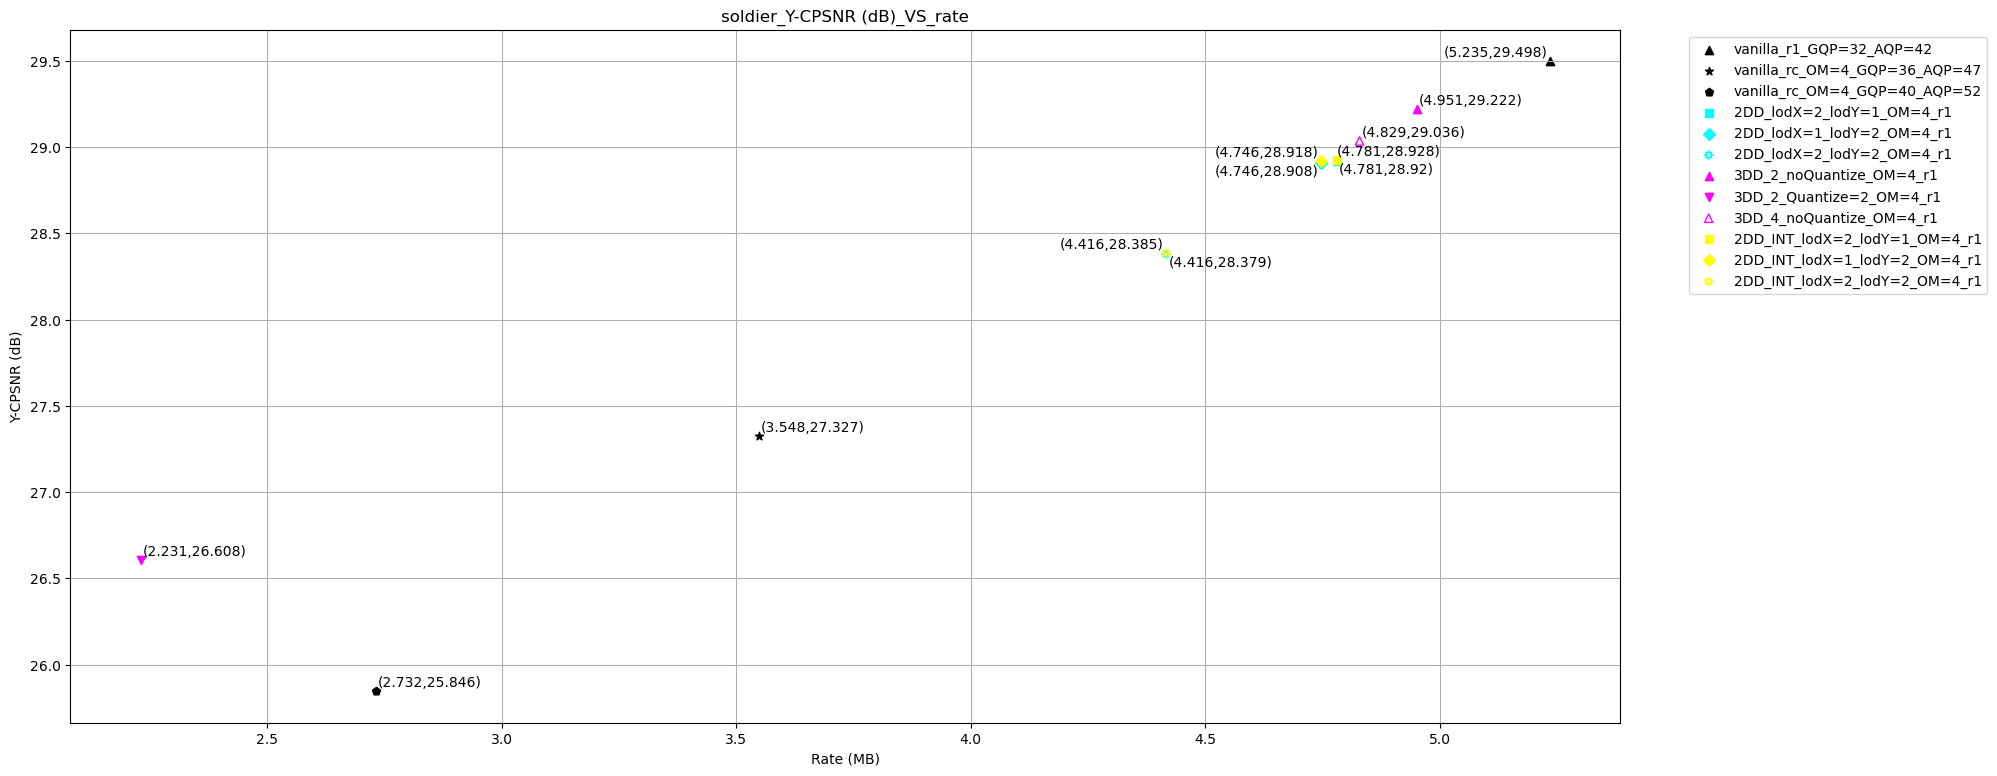 soldier_Y-CPSNR (dB)_VS_rate
29.5
29.0
28.5
28.0
27.5
27.0
26.5
26.0
Y-CPSNR (dB)
(5.235,29.498)
(4.951,29.222)
(4.829,29.036)
(4.746,28.918)
(4.781,28.928)
(4.746,28.908)
(4.781,28.92)
(4.416,28.385)
(4.416,28.379)
(3.548,27.327)
(2.231,26.608)
(2.732,25.846)
2.5
3.0
3.5
4.0
4.5
5.0
Rate (MB)
vanilla_r1_GQP=32_AQP=42
vanilla_rc_OM=4_GQP=36_AQP=47
vanilla_rc_OM=4_GQP=40_AQP=52
2DD_lodX=2_lodY=1_OM=4_r1
2DD_lodX=1_lodY=2_OM=4_r1
2DD_lodX=2_lodY=2_OM=4_r1
3DD_2_noQuantize_OM=4_r1
3DD_2_Quantize=2_OM=4_r1
3DD_4_noQuantize_OM=4_r1
2DD_INT_lodX=2_lodY=1_OM=4_r1
2DD_INT_lodX=1_lodY=2_OM=4_r1
2DD_INT_lodX=2_lodY=2_OM=4_r1